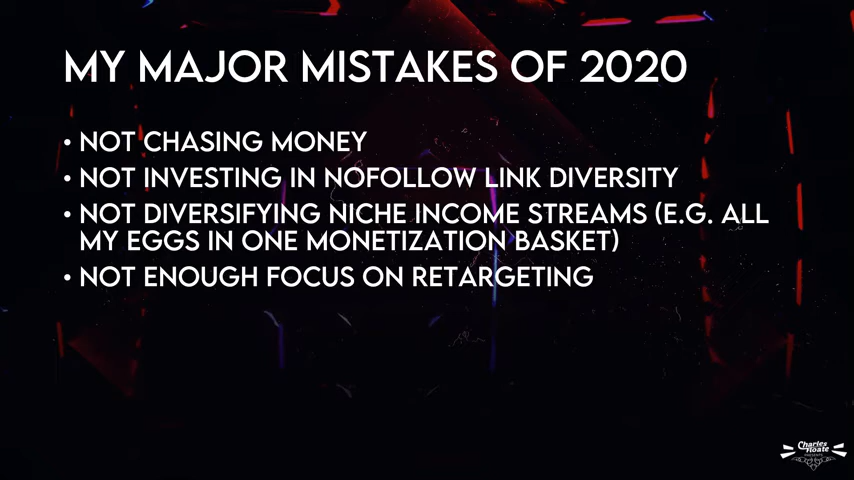 MY MAJOR MISTAKES OF 2020
• NOT CHASING MONEY
• NOT INVESTING IN NOFOLLOW LINK DIVERSITY
• NOT DIVERSIFYING NICHE INCOME STREAMS (E.G. ALL
MY EGGS IN ONE MONETIZATION BASKET)
• NOT ENOUGH FOCUS ON RETARGETING
Charles
Floate
PRESENTS